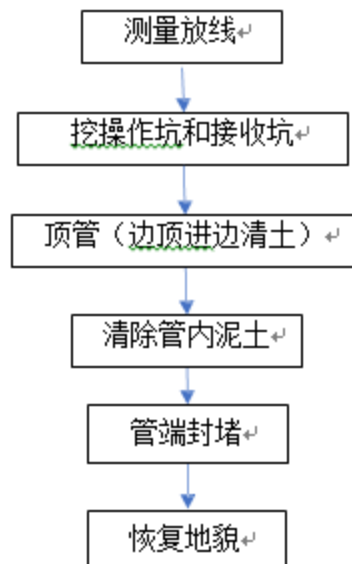 测量放线
挖操作坑和接收坑
顶管（边顶进边清土）
清除管内泥土
管端封堵
恢复地貌